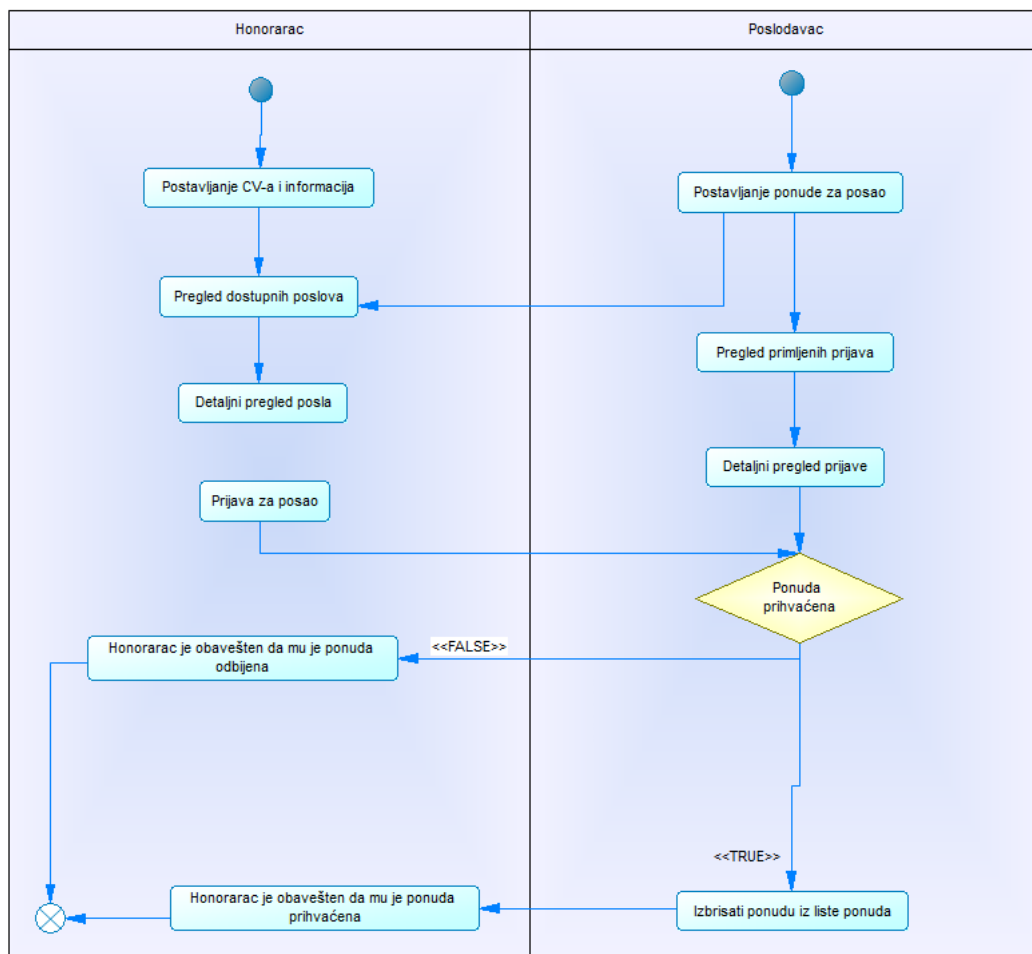 Honorarac
Poslodavac
Postavljanje CV-a i informacija
Postavljanje ponude za posao
Pregled dostupnih poslova
Pregled primljenih prijava
Detaljni pregled posla
Detaljni pregled prijave
Prijava za posao
Ponuda
prihvaćena
Honorarac je obavešten da mu je ponuda
odbijena
<<FALSE>>
<<TRUE>>
Honorarac je obavešten da mu je ponuda
prihvaćena
Izbrisati ponudu iz liste ponuda